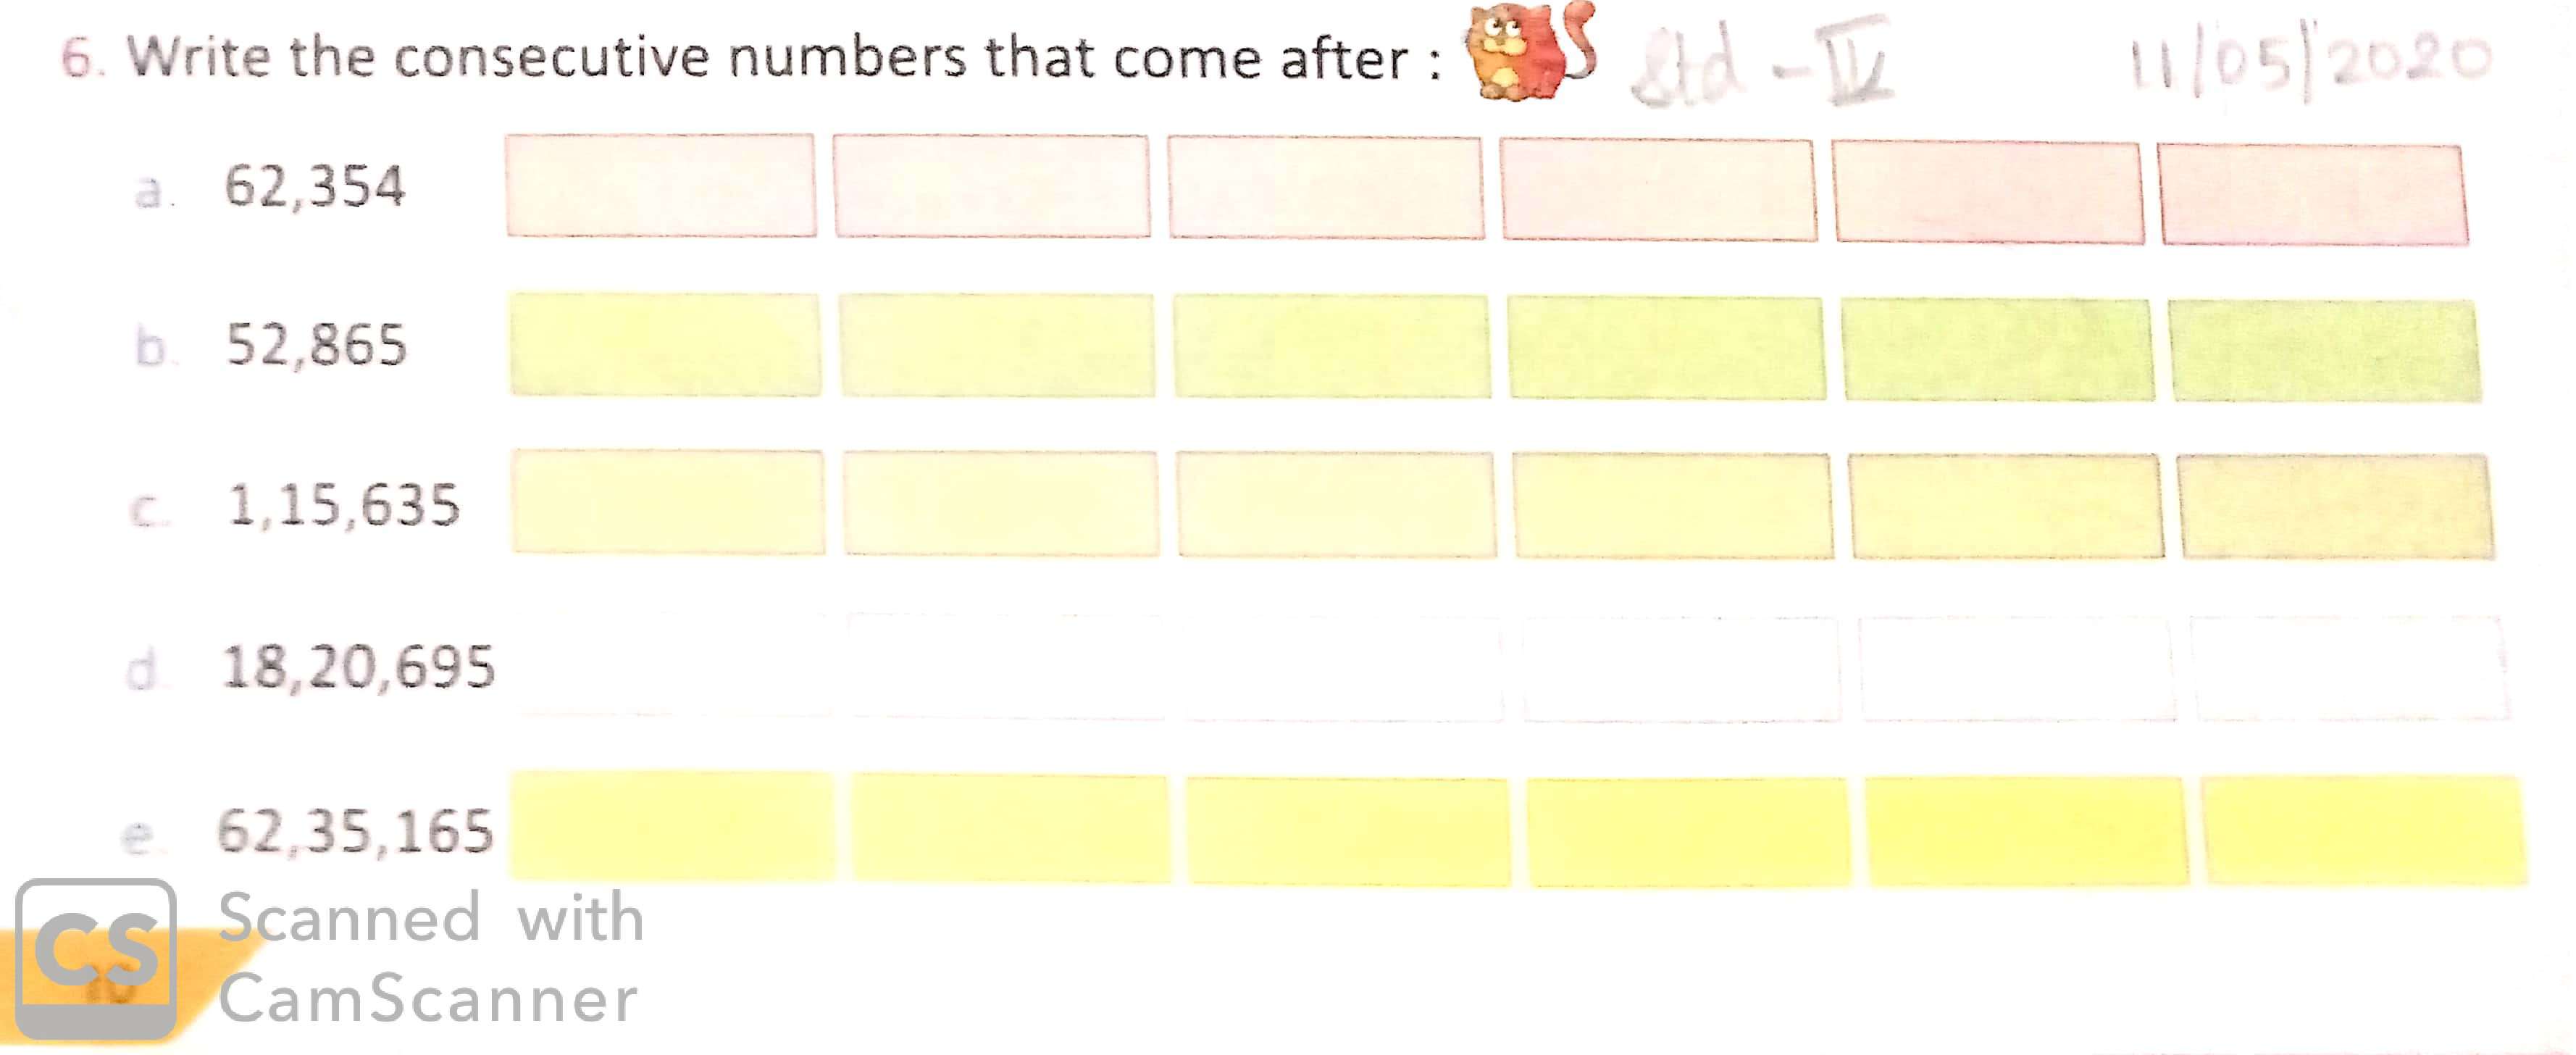 6. Write the consecutive numbers that come after : Std - IV 11/05/2020
a. 62,354
b. 52,865
c. 1,15,635
d. 18,20,695
e. 62,35,165
CS Scanned with
CamScanner